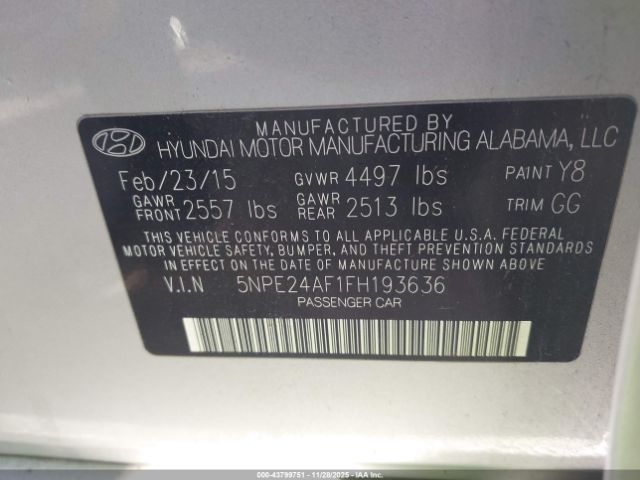 MANUFACTURED BY
HYUNDAI MOTOR MANUFACTURING ALABAMA, LLC
Feb/23/15 GVWR 4497 lbs PAINT Y8
GAWR FRONT 2557 lbs GAWR REAR 2513 lbs TRIM GG
THIS VEHICLE CONFORMS TO ALL APPLICABLE U.S.A. FEDERAL
MOTOR VEHICLE SAFETY, BUMPER, AND THEFT PREVENTION STANDARDS
IN EFFECT ON THE DATE OF MANUFACTURE SHOWN ABOVE.
V.I.N 5NPE24AF1FH193636
PASSENGER CAR
000-43799751 - 11/28/2025 - IAAI.COM